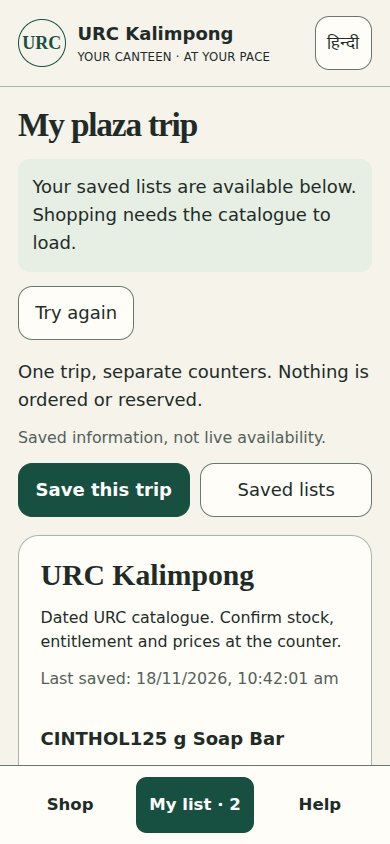 URC
URC Kalimpong
YOUR CANTEEN · AT YOUR PACE
हिन्दी
My plaza trip
Your saved lists are available below.
Shopping needs the catalogue to
load.
Try again
One trip, separate counters. Nothing is
ordered or reserved.
Saved information, not live availability.
Save this trip
Saved lists
URC Kalimpong
Dated URC catalogue. Confirm stock,
entitlement and prices at the counter.
Last saved: 18/11/2026, 10:42:01 am
CINTHOL125 g Soap Bar
Shop
My list · 2
Help